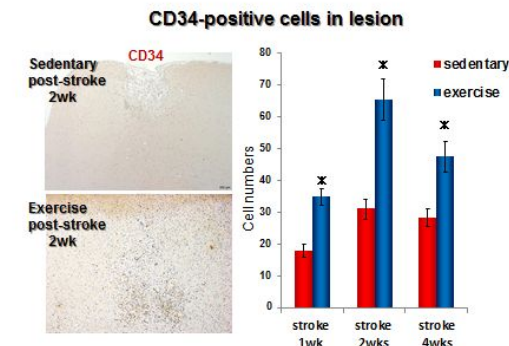 CD34-positive cells in lesion
Sedentary
post-stroke
2wk
CD34
Exercise
post-stroke
2wk
Cell numbers
80
70
60
50
40
30
20
10
0
sedentary
exercise
*
*
*
stroke
1wk
stroke
2wks
stroke
4wks